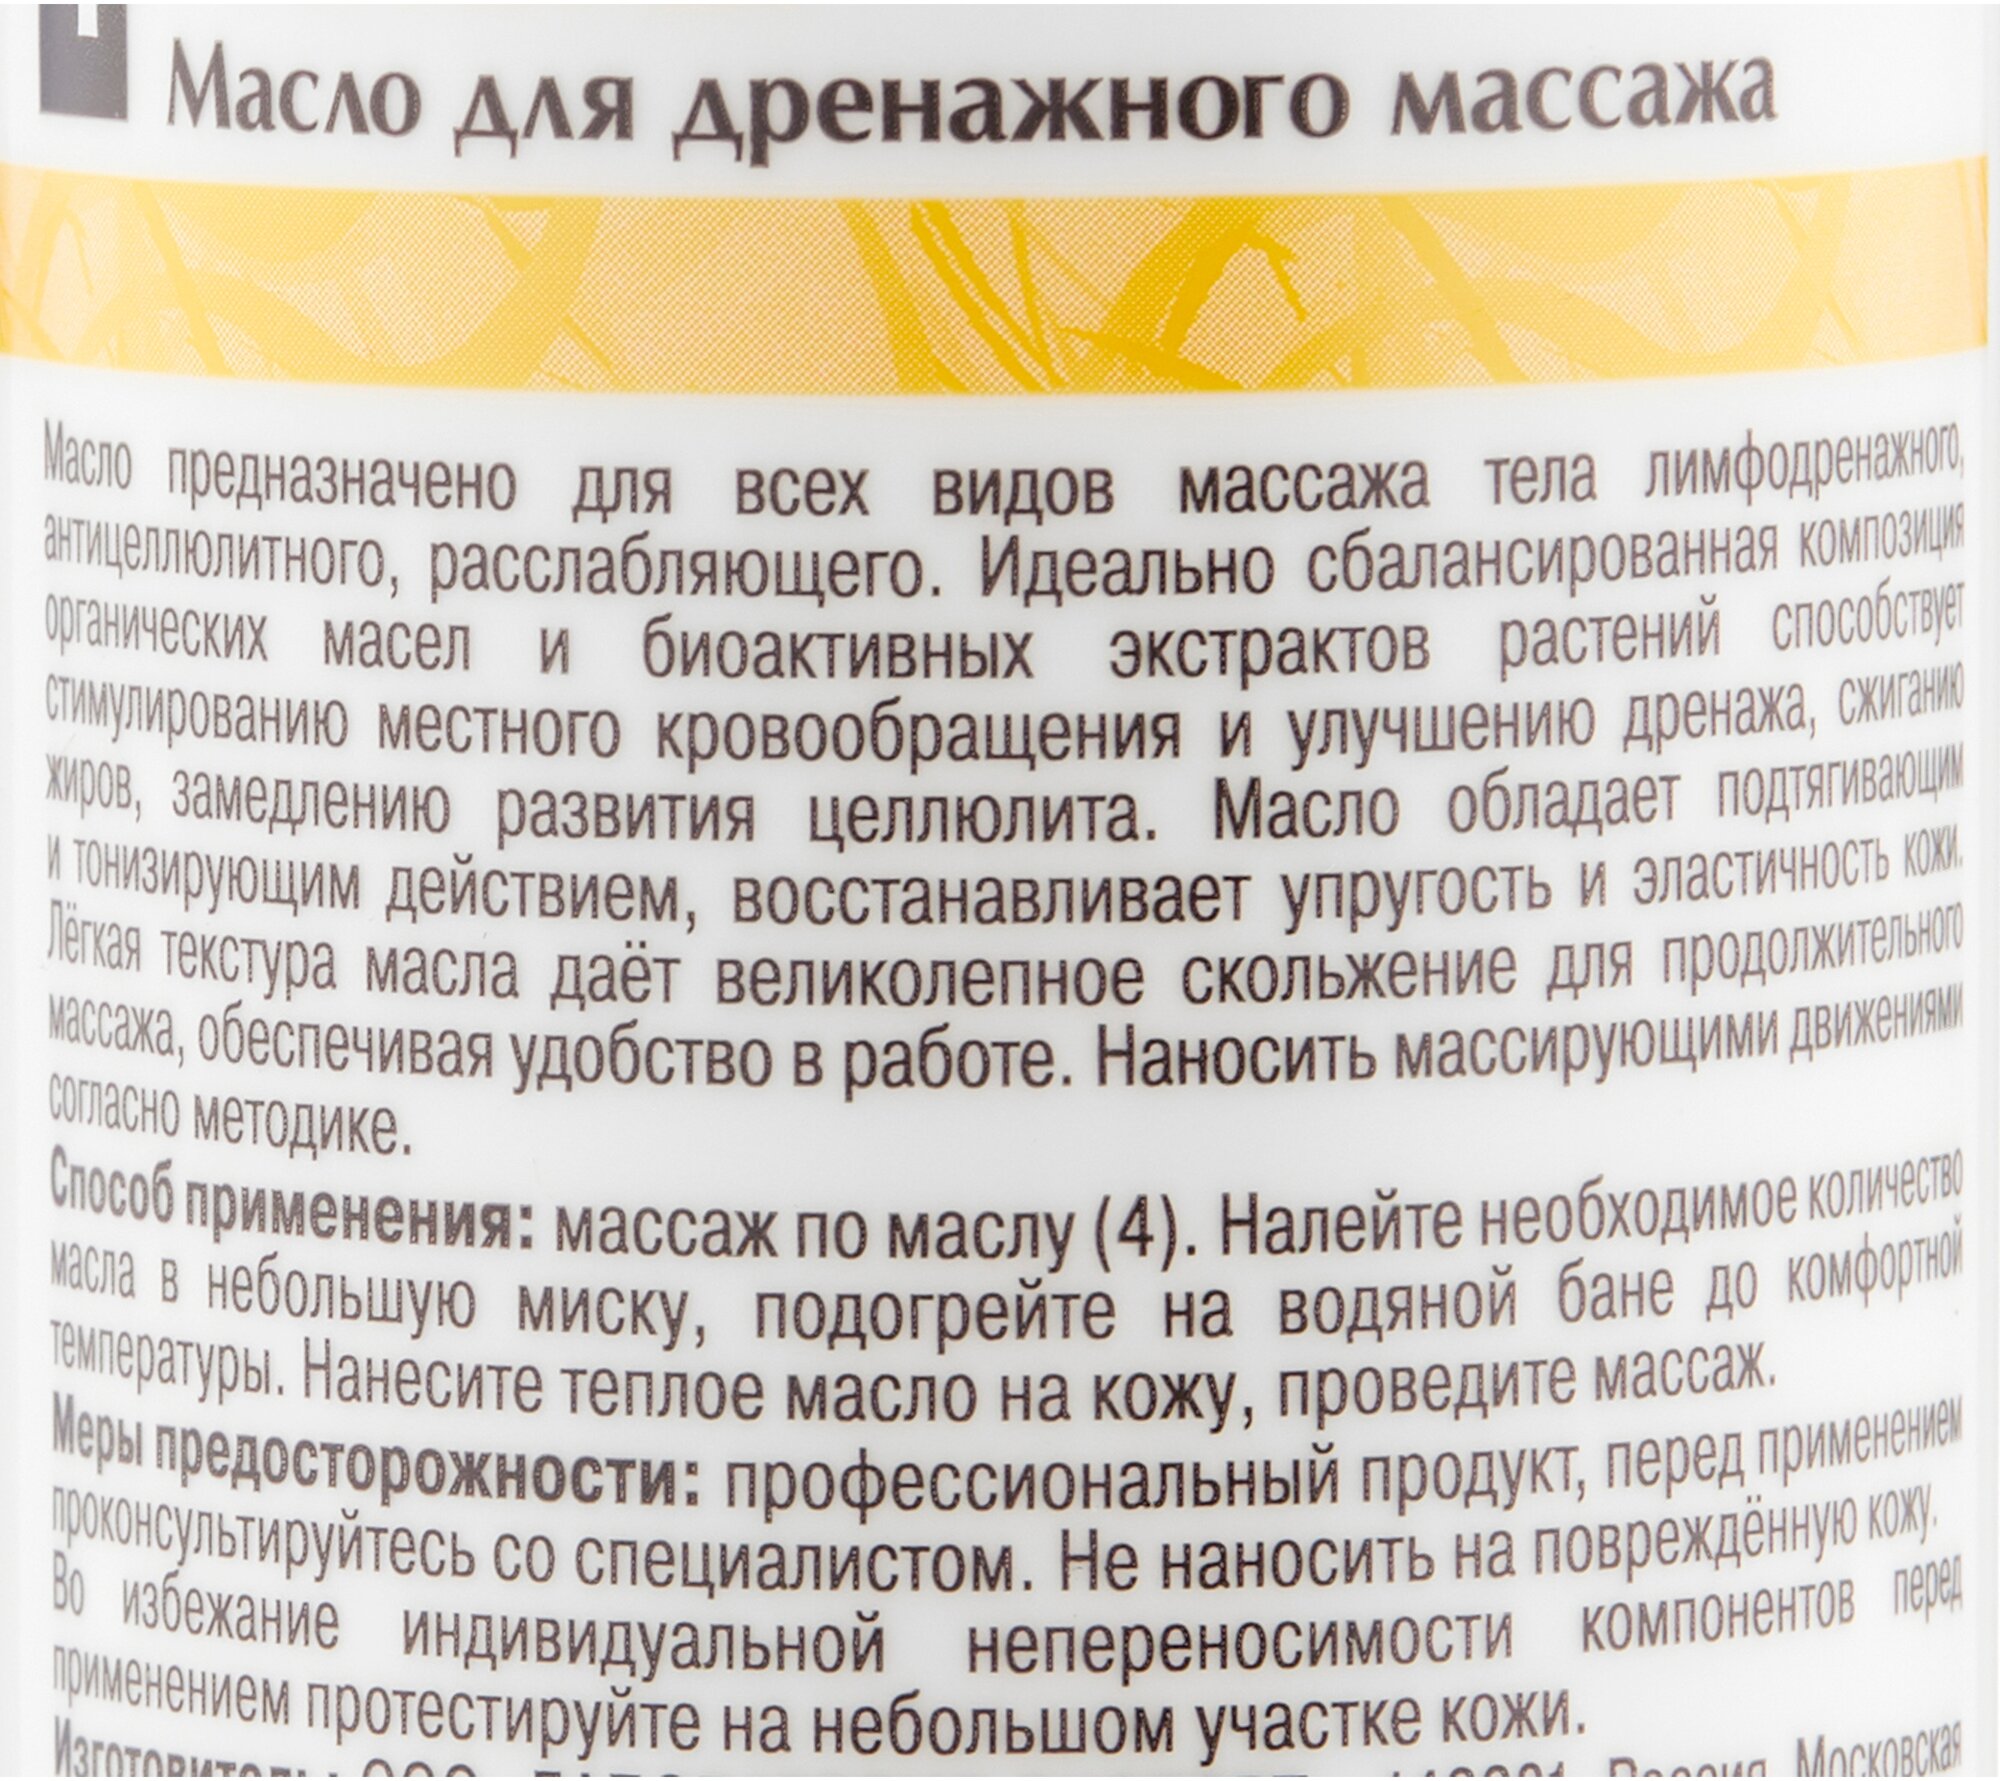 Масло для дренажного массажа
Масло предназначено для всех видов массажа тела лимфодренажного,
антицеллюлитного, расслабляющего. Идеально сбалансированная композиция
органических масел и биоактивных экстрактов растений способствует
стимулированию местного кровообращения и улучшению дренажа, сжиганию
жиров, замедлению развития целлюлита. Масло обладает подтягивающим
и тонизирующим действием, восстанавливает упругость и эластичность кожи.
Лёгкая текстура масла даёт великолепное скольжение для продолжительного
массажа, обеспечивая удобство в работе. Наносить массирующими движениями
согласно методике.
Способ применения: массаж по маслу (4). Налейте необходимое количество
масла в небольшую миску, подогрейте на водяной бане до комфортной
температуры. Нанесите теплое масло на кожу, проведите массаж.
Меры предосторожности: профессиональный продукт, перед применением
проконсультируйтесь со специалистом. Не наносить на повреждённую кожу.
Во избежание индивидуальной непереносимости компонентов перед
применением протестируйте на небольшом участке кожи.
Изготовитель: ООО Россия, Московская